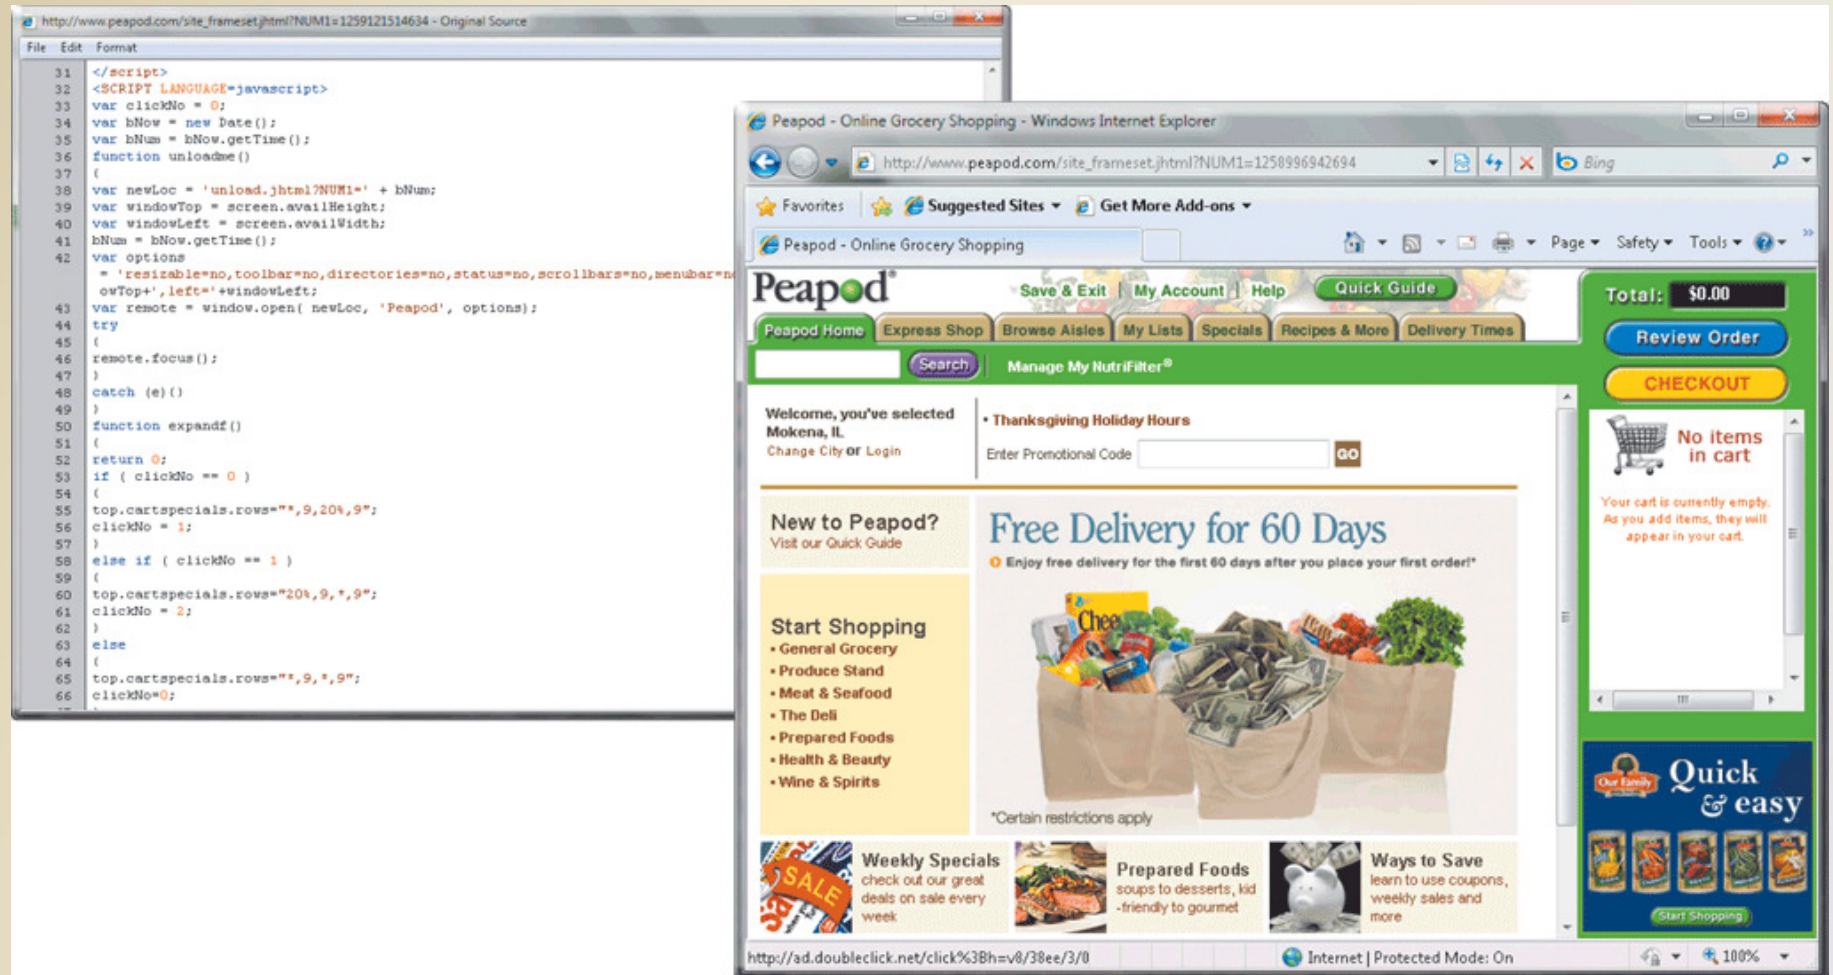 http://www.peapod.com/site_frameset.jhtml?NUM1=1259121514634 - Original Source
File Edit Format
31 </script>
32 <SCRIPT LANGUAGE=javascript>
33 var clickNo = 0;
34 var bNow = new Date();
35 var bNum = bNow.getTime();
36 function unloadme()
37 {
38 var newLoc = 'unload.jhtml?NUM1=' + bNum;
39 var windowTop = screen.availHeight;
40 var windowLeft = screen.availWidth;
41 bNum = bNow.getTime();
42 var options
= 'resizable=no,toolbar=no,directories=no,status=no,scrollbars=no,menubar=no
owTop+',left='+windowLeft;
43 var remote = window.open( newLoc, 'Peapod', options);
44 try
45 {
46 remote.focus();
47 }
48 catch (e){}
49 }
50 function expandf()
51 {
52 return 0;
53 if ( clickNo == 0 )
54 {
55 top.cartspecials.rows="*,9,20%,9";
56 clickNo = 1;
57 }
58 else if ( clickNo == 1 )
59 {
60 top.cartspecials.rows="20%,9,*,9";
61 clickNo = 2;
62 }
63 else
64 {
65 top.cartspecials.rows="*,9,*,9";
66 clickNo=0;
Peapod - Online Grocery Shopping - Windows Internet Explorer
http://www.peapod.com/site_frameset.jhtml?NUM1=1258996942694
Bing
Favorites Suggested Sites Get More Add-ons
Peapod - Online Grocery Shopping
Page Safety Tools
Peapod®
Save & Exit | My Account | Help
Quick Guide
Peapod Home Express Shop Browse Aisles My Lists Specials Recipes & More Delivery Times
Search
Manage My NutriFilter®
Total: $0.00
Review Order
CHECKOUT
No items
in cart
Your cart is currently empty.
As you add items, they will
appear in your cart.
Welcome, you've selected
Mokena, IL
Change City or Login
• Thanksgiving Holiday Hours
Enter Promotional Code
GO
New to Peapod?
Visit our Quick Guide
Start Shopping
• General Grocery
• Produce Stand
• Meat & Seafood
• The Deli
• Prepared Foods
• Health & Beauty
• Wine & Spirits
Free Delivery for 60 Days
Enjoy free delivery for the first 60 days after you place your first order!*
Chee
*Certain restrictions apply
SALE
Weekly Specials
check out our great
deals on sale every
week
Prepared Foods
soups to desserts, kid
-friendly to gourmet
Ways to Save
learn to use coupons,
weekly sales and
more
Our Family
Quick
& easy
Start Shopping
http://ad.doubleclick.net/click%3Bh=v8/38ee/3/0
Internet | Protected Mode: On
100%